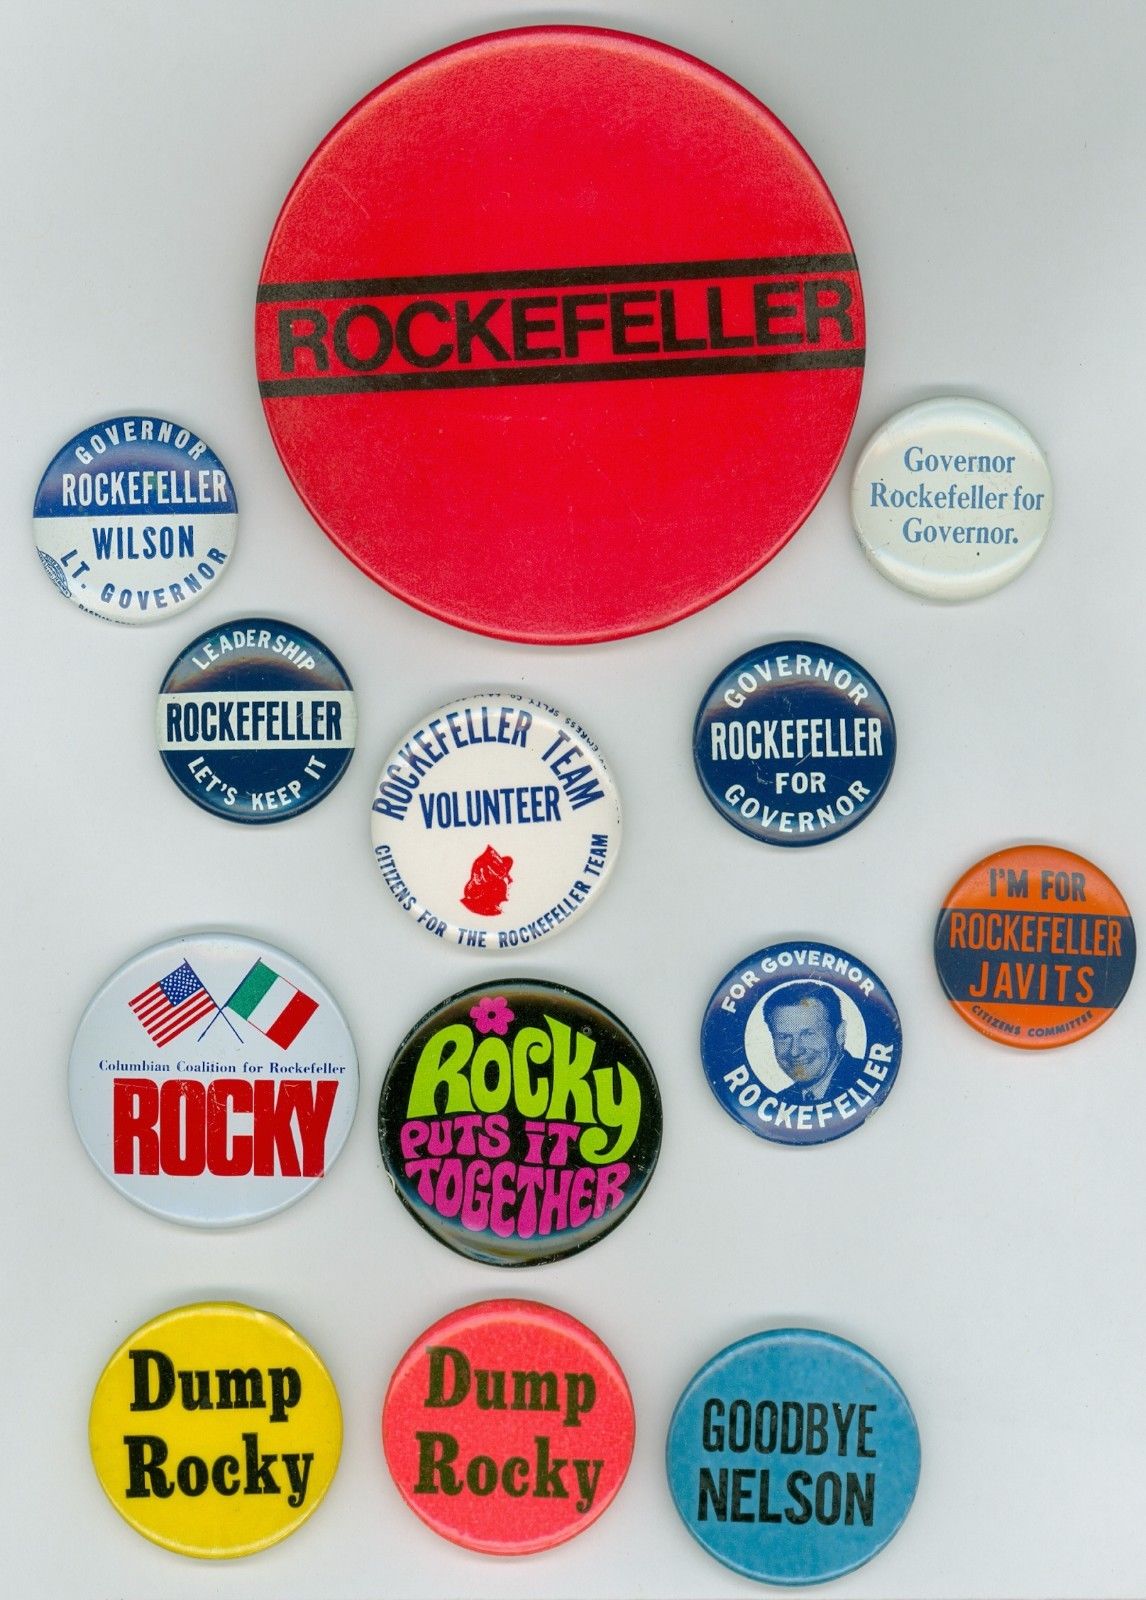 ROCKEFELLER
GOVERNOR
ROCKEFELLER
WILSON
LT. GOVERNOR
Governor
Rockefeller for
Governor.
LEADERSHIP
ROCKEFELLER
LET'S KEEP IT
ROCKEFELLER TEAM
VOLUNTEER
CITIZENS FOR THE ROCKEFELLER TEAM
GOVERNOR
ROCKEFELLER
FOR
GOVERNOR
I'M FOR
ROCKEFELLER
JAVITS
CITIZENS COMMITTEE
Columbian Coalition for Rockefeller
ROCKY
ROCKY
PUTS IT
TOGETHER
FOR GOVERNOR
ROCKEFELLER
Dump
Rocky
Dump
Rocky
GOODBYE
NELSON